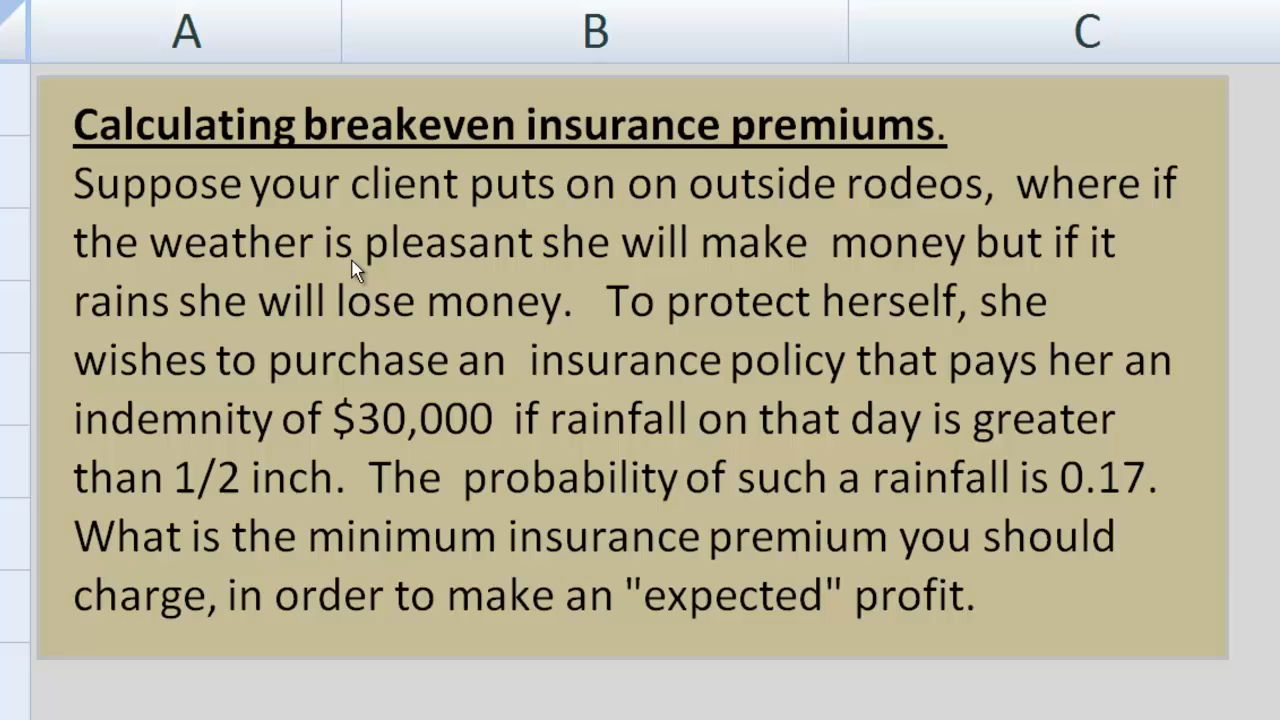 A B C
Calculating breakeven insurance premiums.
Suppose your client puts on on outside rodeos, where if
the weather is pleasant she will make money but if it
rains she will lose money. To protect herself, she
wishes to purchase an insurance policy that pays her an
indemnity of $30,000 if rainfall on that day is greater
than 1/2 inch. The probability of such a rainfall is 0.17.
What is the minimum insurance premium you should
charge, in order to make an "expected" profit.